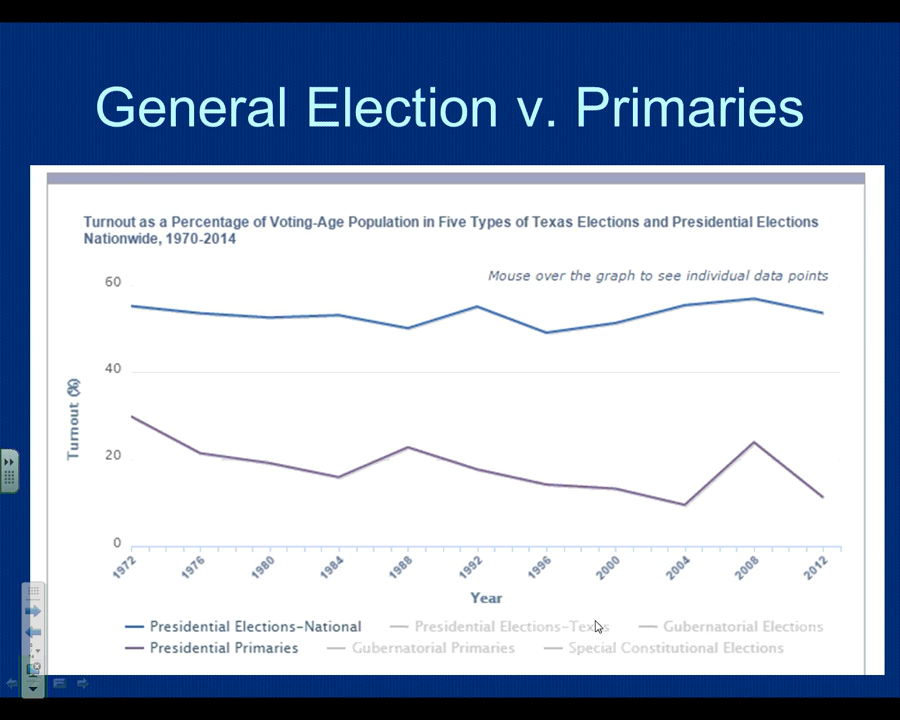 General Election v. Primaries
Turnout as a Percentage of Voting-Age Population in Five Types of Texas Elections and Presidential Elections
Nationwide, 1970-2014
Mouse over the graph to see individual data points
60
40
20
0
Turnout (%)
1972 1976 1980 1984 1988 1992 1996 2000 2004 2008 2012
Year
Presidential Elections-National Presidential Elections-Texas Gubernatorial Elections
Presidential Primaries Gubernatorial Primaries Special Constitutional Elections